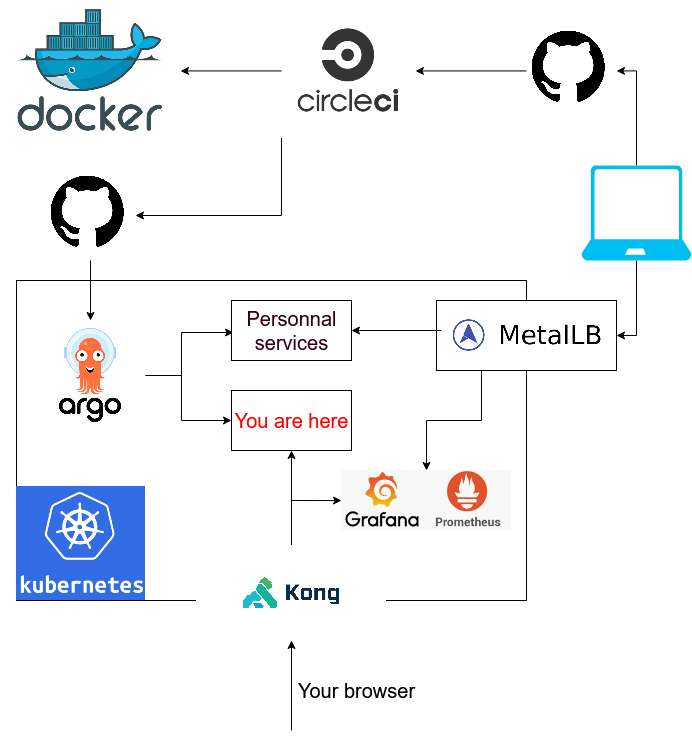 docker
circleci
Personnal
services
MetalLB
argo
You are here
Grafana
Prometheus
kubernetes
Kong
Your browser